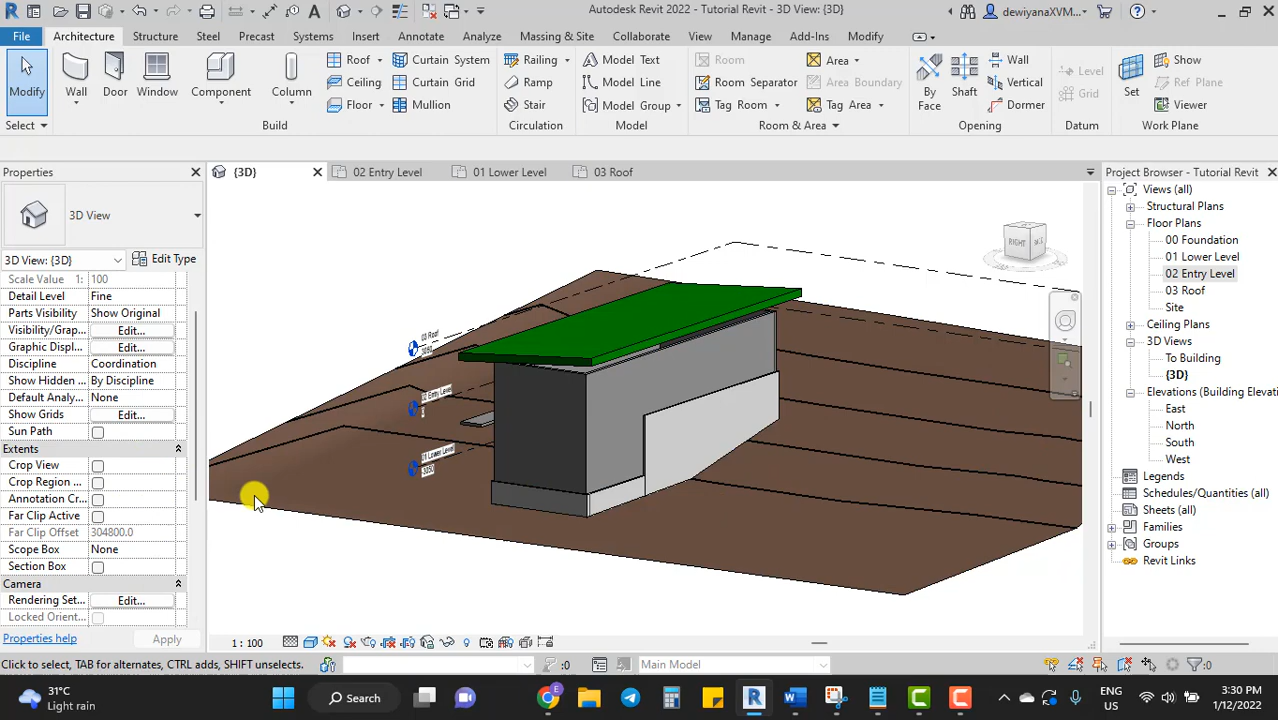 Autodesk Revit 2022 - Tutorial Revit - 3D View: {3D}
dewiyanaXVM...
File Architecture Structure Steel Precast Systems Insert Annotate Analyze Massing & Site Collaborate View Manage Add-Ins Modify
Modify
Select
Wall
Door
Window
Component
Column
Roof
Ceiling
Floor
Curtain System
Curtain Grid
Mullion
Build
Railing
Ramp
Stair
Circulation
Model Text
Model Line
Model Group
Model
Room
Room Separator
Tag Room
Area
Area Boundary
Tag Area
Room & Area
By Face
Shaft
Wall
Vertical
Dormer
Opening
Level
Grid
Datum
Set
Show
Ref Plane
Viewer
Work Plane
Properties
3D View
3D View: {3D}
Edit Type
Scale Value 1: 100
Detail Level Fine
Parts Visibility Show Original
Visibility/Grap... Edit...
Graphic Displ... Edit...
Discipline Coordination
Show Hidden ... By Discipline
Default Analy... None
Show Grids Edit...
Sun Path
Extents
Crop View
Crop Region ...
Annotation Cr...
Far Clip Active
Far Clip Offset 304800.0
Scope Box None
Section Box
Camera
Rendering Set... Edit...
Locked Orient...
Properties help Apply
{3D} 02 Entry Level 01 Lower Level 03 Roof
RIGHT
03 Roof
02 Entry Level
01 Lower Level
-3050
1 : 100
Project Browser - Tutorial Revit
Views (all)
Structural Plans
Floor Plans
00 Foundation
01 Lower Level
02 Entry Level
03 Roof
Site
Ceiling Plans
3D Views
To Building
{3D}
Elevations (Building Elevati
East
North
South
West
Legends
Schedules/Quantities (all)
Sheets (all)
Families
Groups
Revit Links
Click to select, TAB for alternates, CTRL adds, SHIFT unselects.
:0
Main Model
:0
31°C
Light rain
Search
ENG
US
3:30 PM
1/12/2022